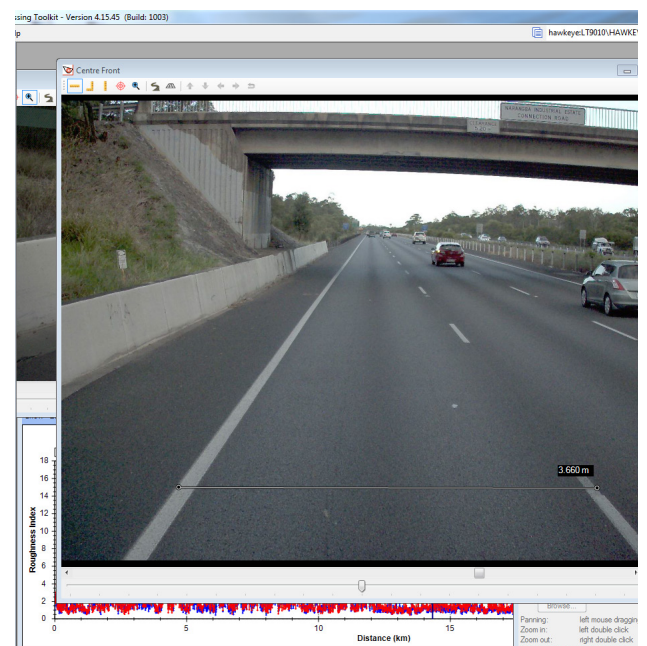 ssing Toolkit - Version 4.15.45 (Build: 1003)
lp
hawkeye:LT9010\HAWKEY
Centre Front
NARANGBA INDUSTRIAL ESTATE
CONNECTION ROAD
3.660 m
18
16
14
12
10
8
6
4
2
0
Roughness Index
0
5
10
15
Distance (km)
Browse...
Panning: left mouse dragging
Zoom in: left double click
Zoom out: right double click